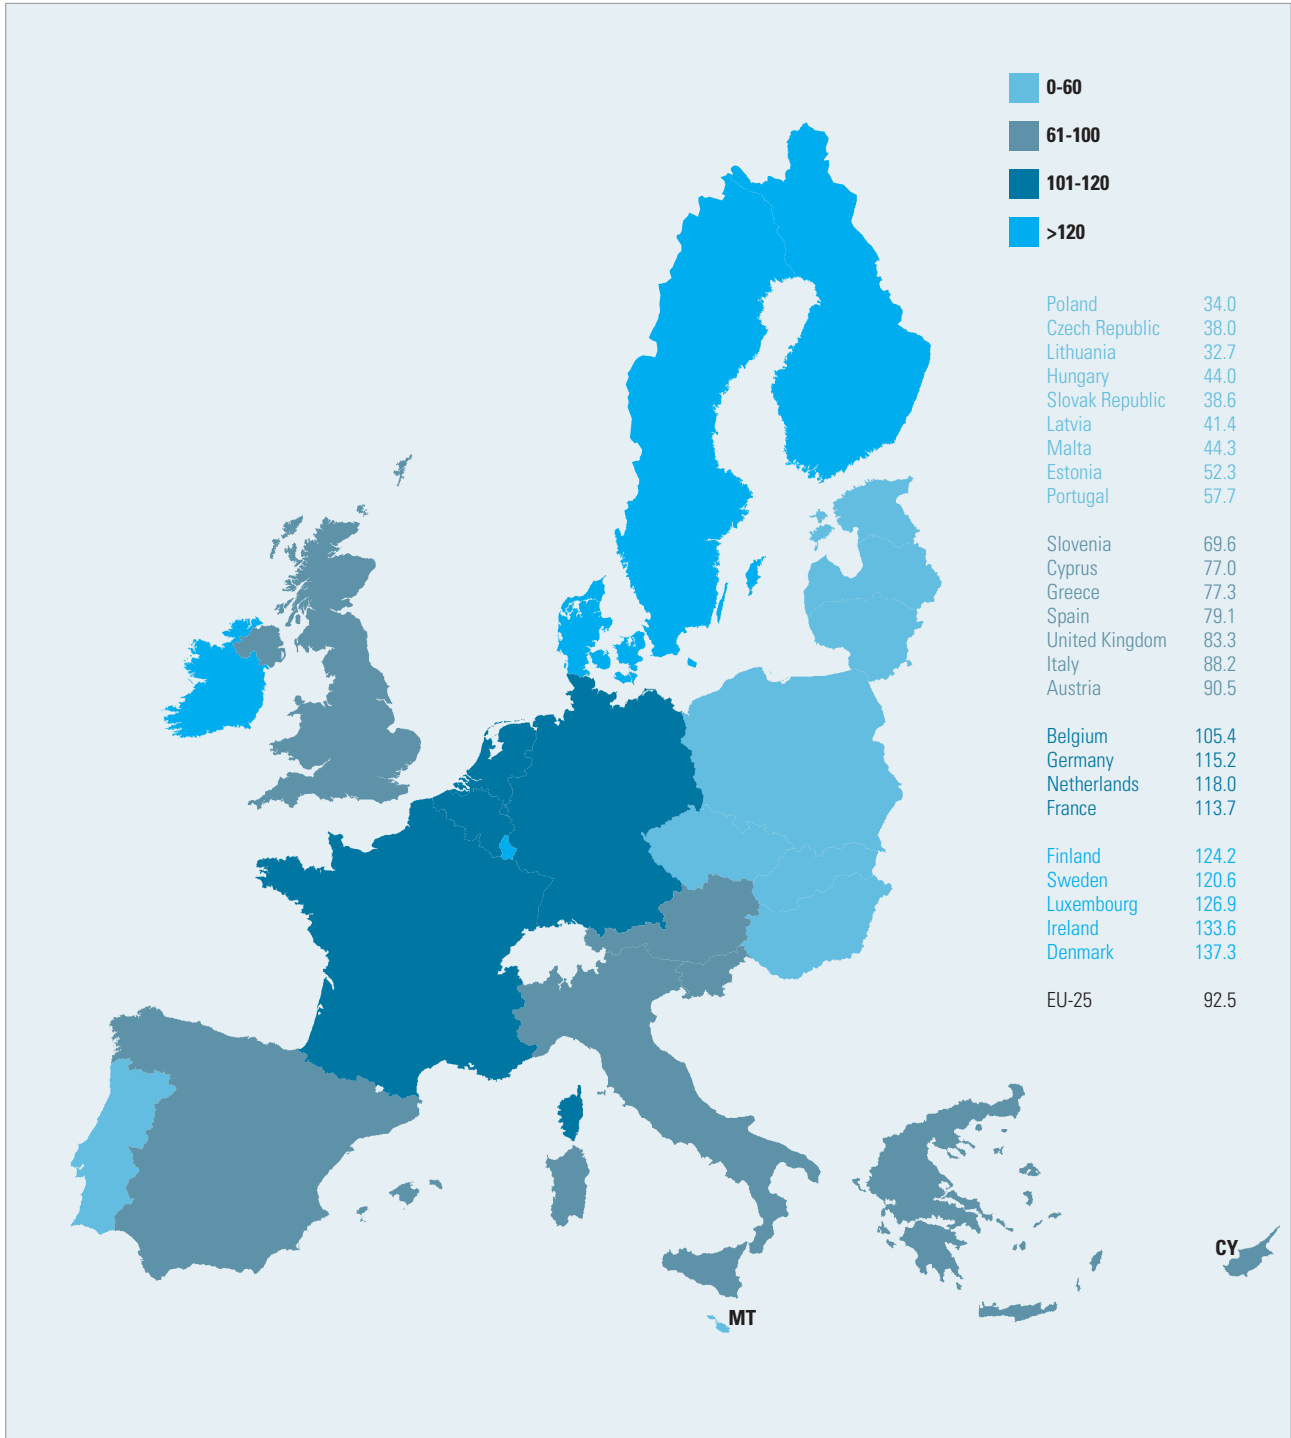 0-60
61-100
101-120
>120
Poland 34.0
Czech Republic 38.0
Lithuania 32.7
Hungary 44.0
Slovak Republic 38.6
Latvia 41.4
Malta 44.3
Estonia 52.3
Portugal 57.7
Slovenia 69.6
Cyprus 77.0
Greece 77.3
Spain 79.1
United Kingdom 83.3
Italy 88.2
Austria 90.5
Belgium 105.4
Germany 115.2
Netherlands 118.0
France 113.7
Finland 124.2
Sweden 120.6
Luxembourg 126.9
Ireland 133.6
Denmark 137.3
EU-25 92.5
CY
MT